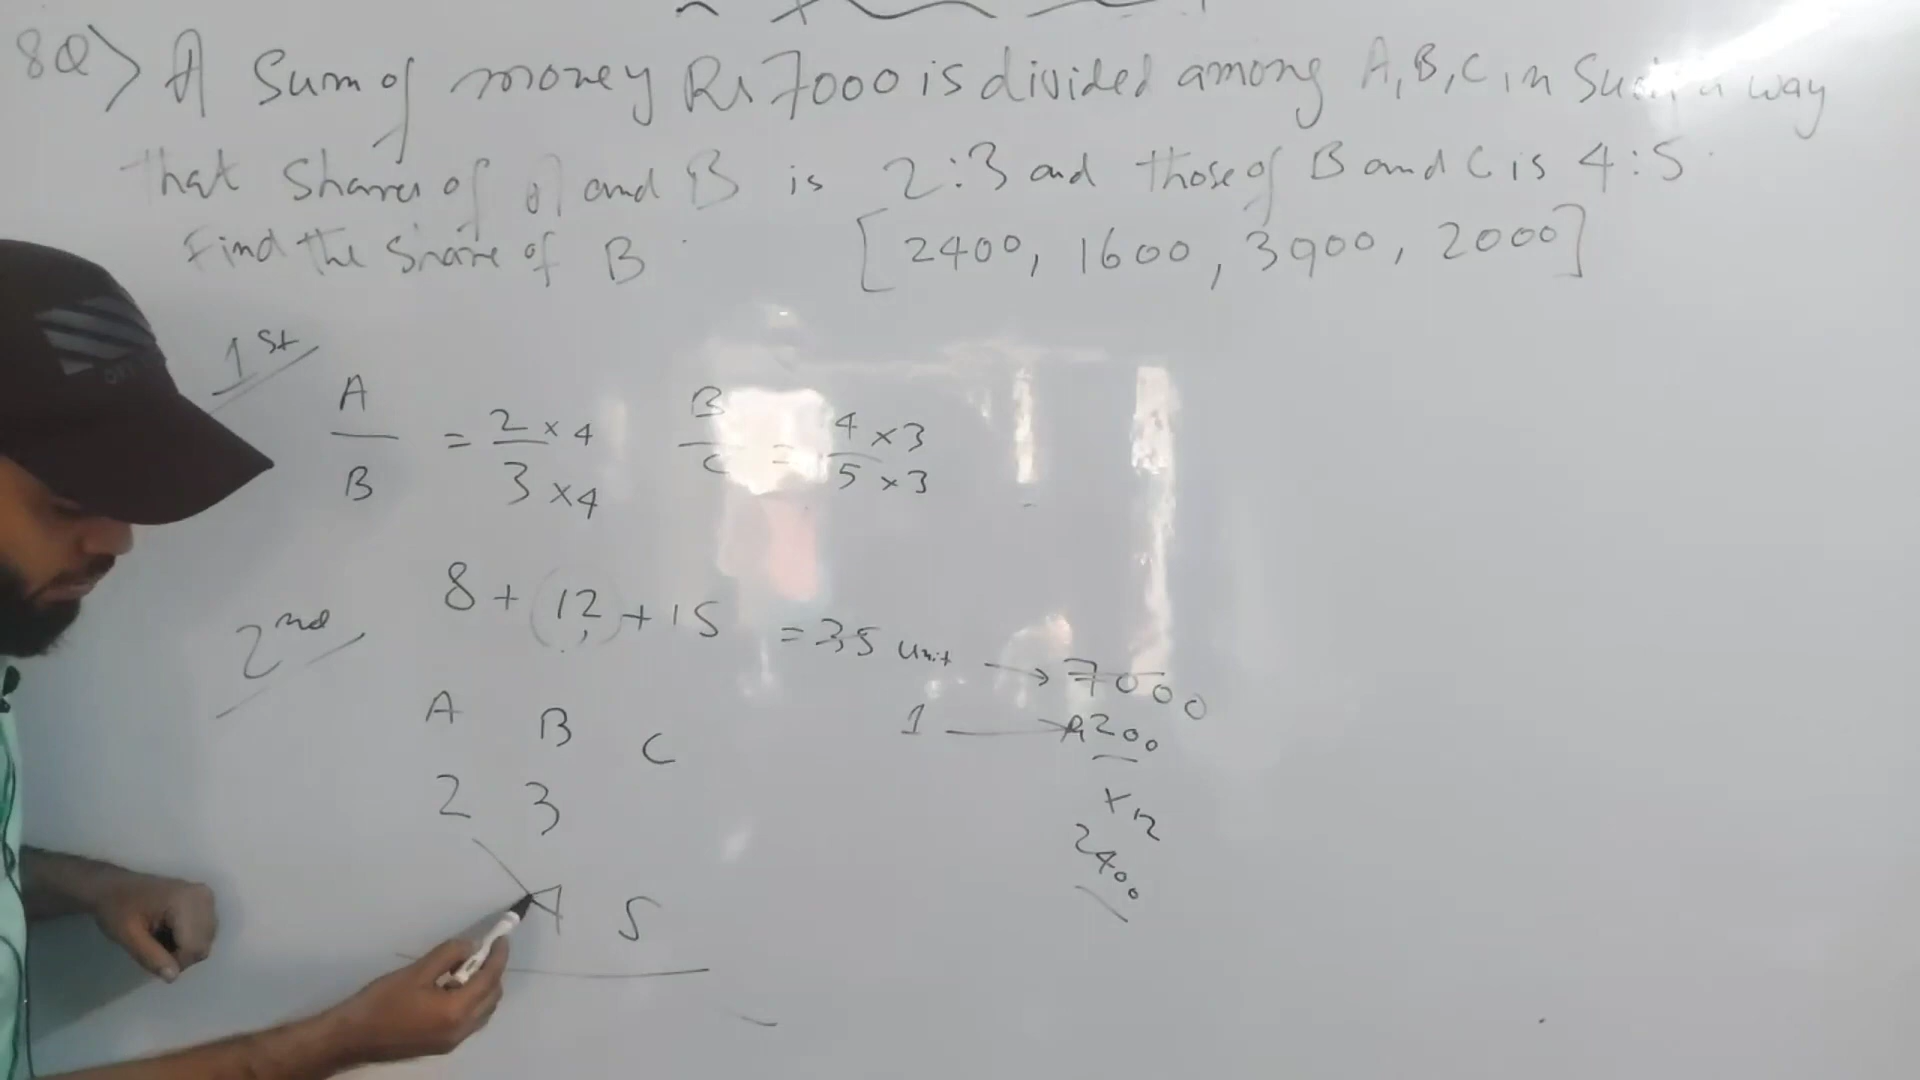 8Q> A Sum of money Rs 7000 is divided among A, B, C, in Such a way
that Shares of A and B is 2:3 and those of B and C is 4:5.
Find the Share of B. [2400, 1600, 3900, 2000]
1st
A/B = 2×4/3×4 B/C = 4×3/5×3
8 + 12 + 15 = 35 unit → 7000
2nd
1 → 200
×12
2400
A B C
2 3
4 5